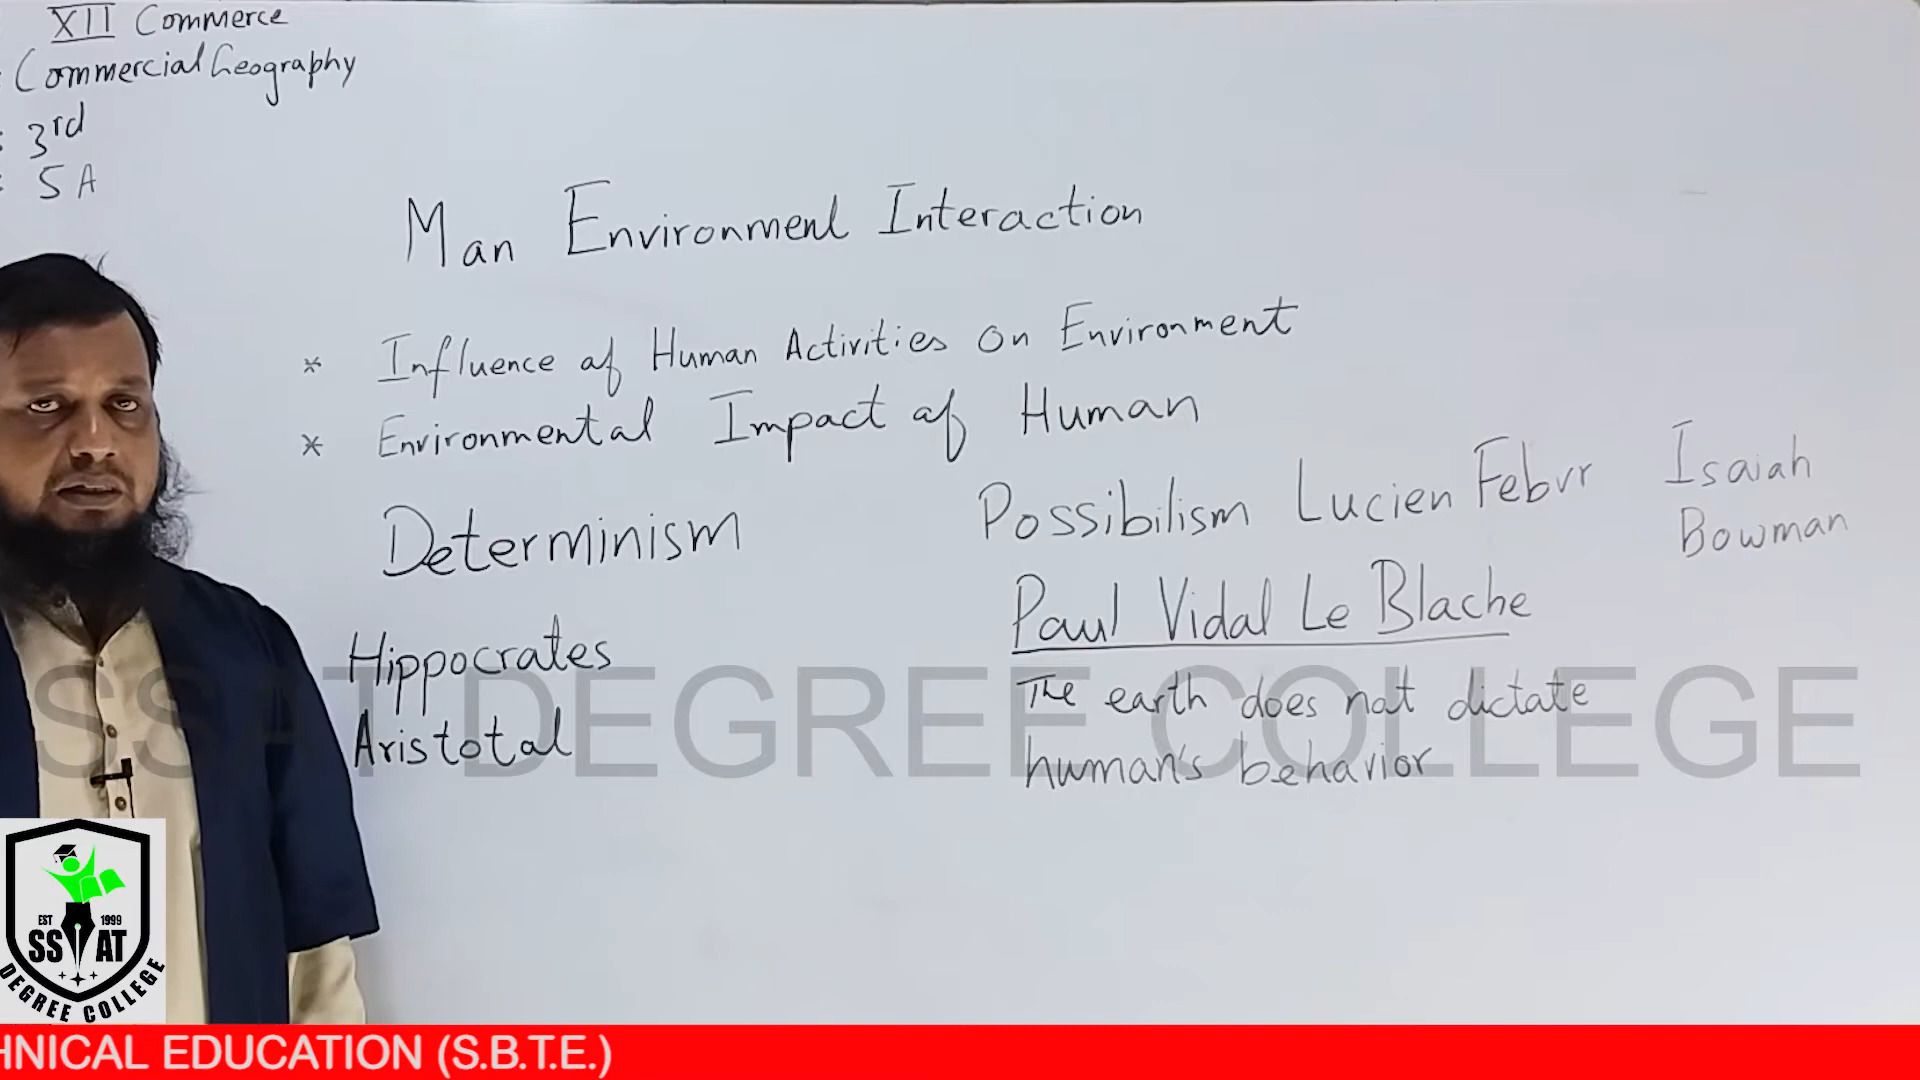 XII Commerce
: Commercial Geography
: 3rd
: 5A
Man Environment Interaction
* Influence of Human Activities On Environment
* Environmental Impact of Human
Determinism
Hippocrates
Aristotal
Possibilism Lucien Febvr
Isaiah
Bowman
Paul Vidal Le Blache
The earth does not dictate
human's behavior
SSAT DEGREE COLLEGE
EST 1999
SSAT
DEGREE COLLEGE
HNICAL EDUCATION (S.B.T.E.)